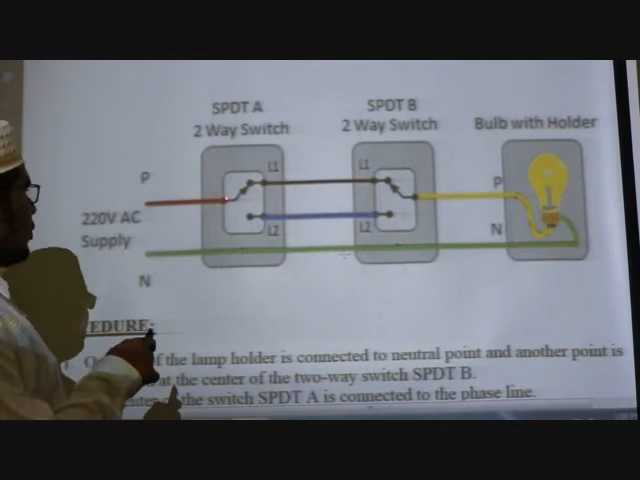 SPDT A
2 Way Switch
SPDT B
2 Way Switch
Bulb with Holder
P
L1
L1
P
220V AC
Supply
L2
L2
N
N
EDURE:
f the lamp holder is connected to neutral point and another point is
at the center of the two-way switch SPDT B.
the switch SPDT A is connected to the phase line.